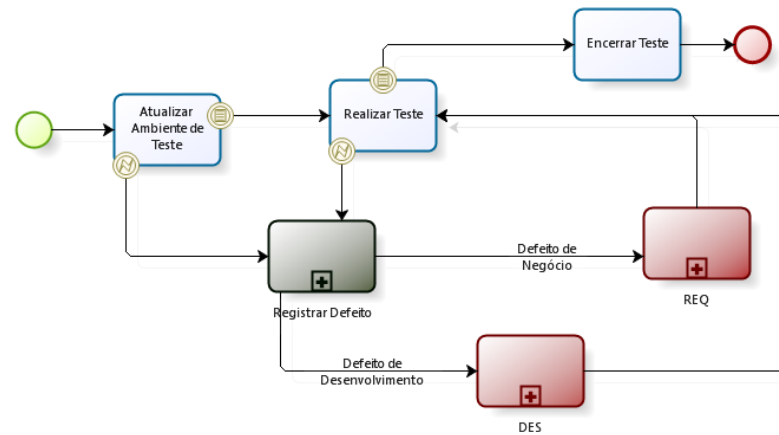 Encerrar Teste
Atualizar
Ambiente de
Teste
Realizar Teste
Defeito de
Negócio
REQ
Registrar Defeito
Defeito de
Desenvolvimento
DES